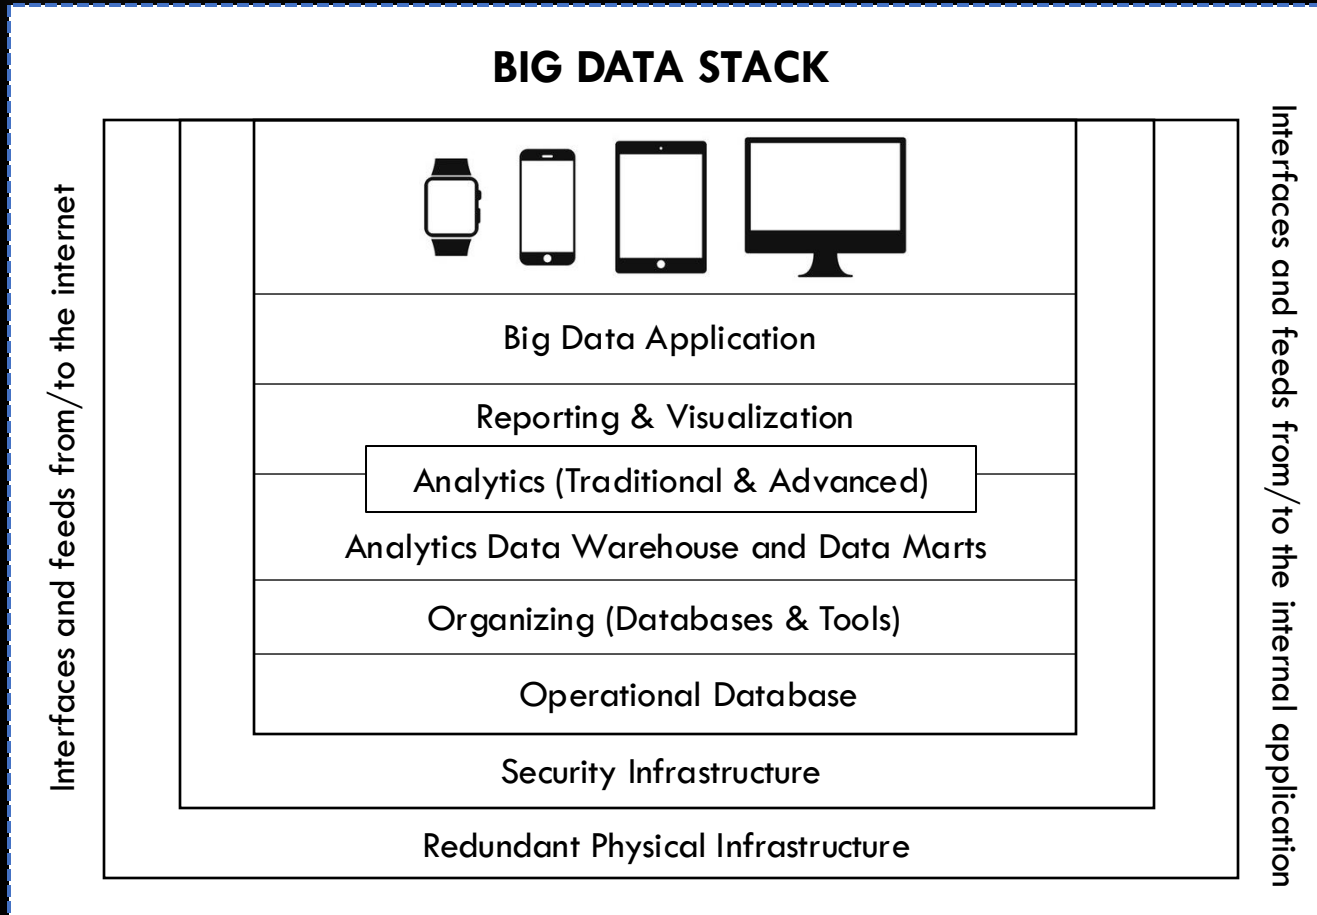 BIG DATA STACK
Interfaces and feeds from/to the internet
Big Data Application
Reporting & Visualization
Analytics (Traditional & Advanced)
Analytics Data Warehouse and Data Marts
Organizing (Databases & Tools)
Operational Database
Security Infrastructure
Redundant Physical Infrastructure
Interfaces and feeds from/to the internal application